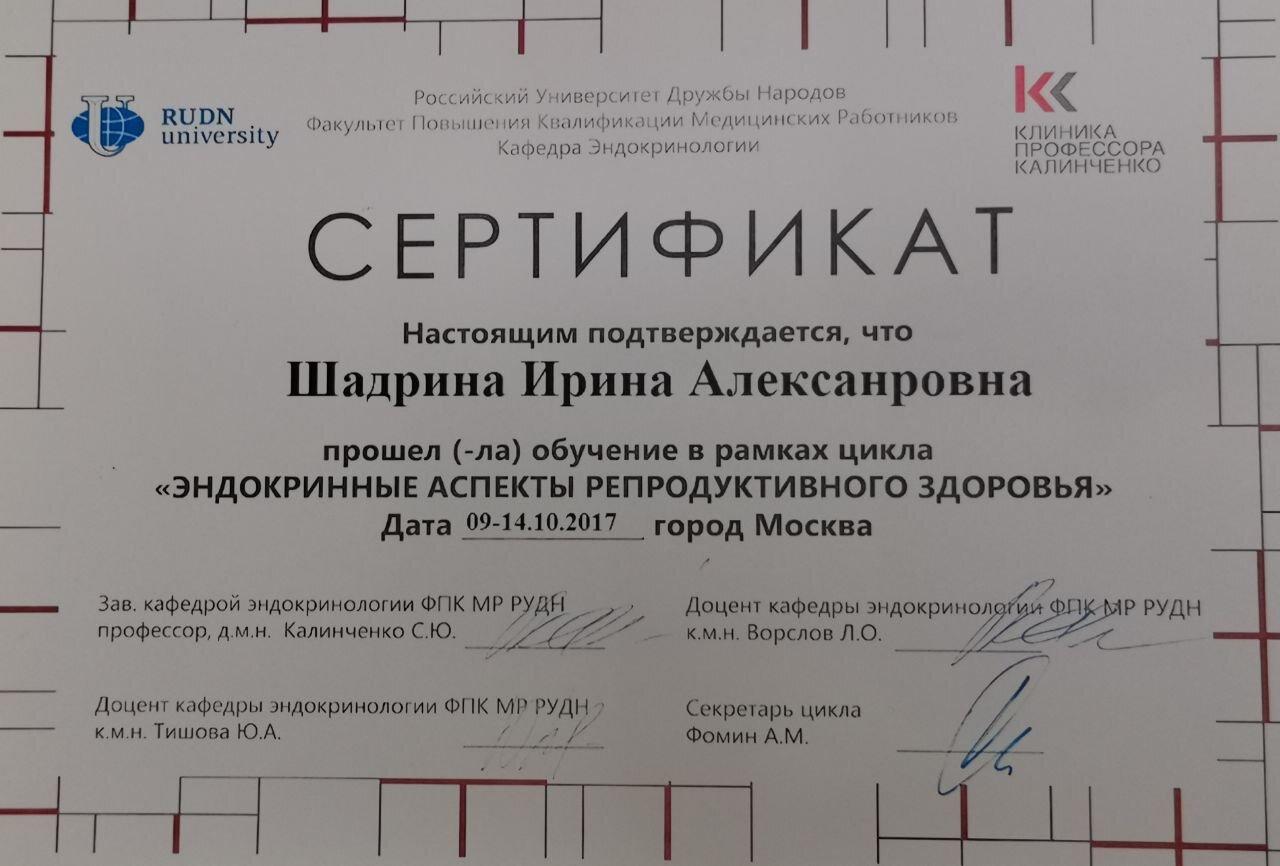 RUDN
university
Российский Университет Дружбы Народов
Факультет Повышения Квалификации Медицинских Работников
Кафедра Эндокринологии
КЛИНИКА
ПРОФЕССОРА
КАЛИНЧЕНКО
СЕРТИФИКАТ
Настоящим подтверждается, что
Шадрина Ирина Алексанровна
прошел (-ла) обучение в рамках цикла
«ЭНДОКРИННЫЕ АСПЕКТЫ РЕПРОДУКТИВНОГО ЗДОРОВЬЯ»
Дата 09-14.10.2017 город Москва
Зав. кафедрой эндокринологии ФПК МР РУДН
профессор, д.м.н. Калинченко С.Ю.
Доцент кафедры эндокринологии ФПК МР РУДН
к.м.н. Ворслов Л.О.
Доцент кафедры эндокринологии ФПК МР РУДН
к.м.н. Тишова Ю.А.
Секретарь цикла
Фомин А.М.